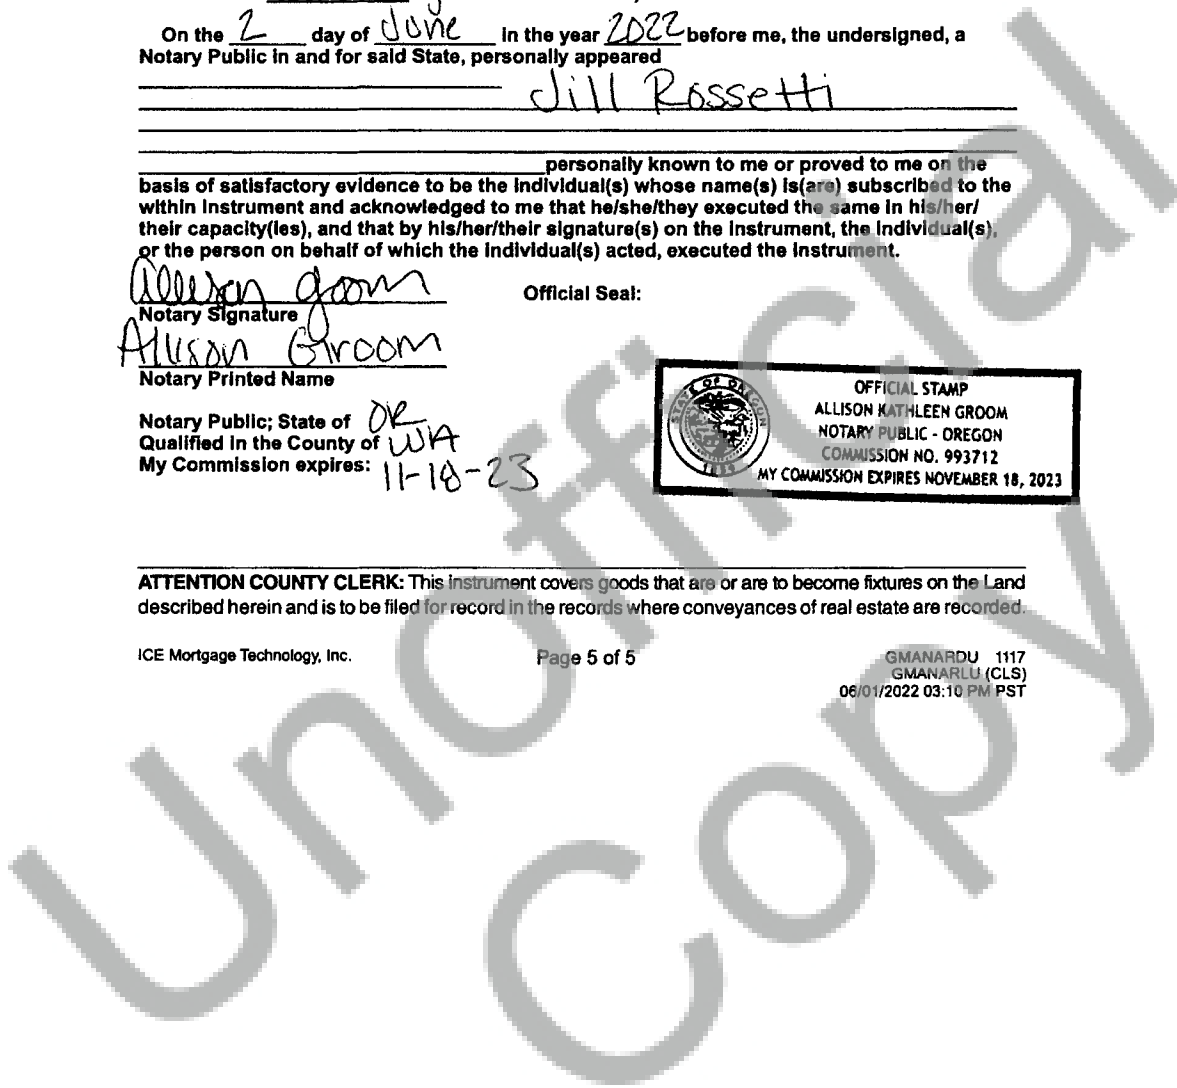 On the 2 day of June in the year 2022 before me, the undersigned, a
Notary Public in and for said State, personally appeared
Jill Rossetti
personally known to me or proved to me on the
basis of satisfactory evidence to be the individual(s) whose name(s) is(are) subscribed to the
within instrument and acknowledged to me that he/she/they executed the same in his/her/
their capacity(ies), and that by his/her/their signature(s) on the instrument, the individual(s),
or the person on behalf of which the individual(s) acted, executed the instrument.
Allison Groom
Official Seal:
Notary Signature
Allison Groom
Notary Printed Name
Notary Public; State of OR
Qualified in the County of WA
My Commission expires: 11-18-23
STATE OF OREGON
1859
OFFICIAL STAMP
ALLISON KATHLEEN GROOM
NOTARY PUBLIC - OREGON
COMMISSION NO. 993712
MY COMMISSION EXPIRES NOVEMBER 18, 2023
ATTENTION COUNTY CLERK: This instrument covers goods that are or are to become fixtures on the Land
described herein and is to be filed for record in the records where conveyances of real estate are recorded.
ICE Mortgage Technology, Inc.
Page 5 of 5
GMANARDU 1117
GMANARLU (CLS)
06/01/2022 03:10 PM PST
Unofficial
Copy